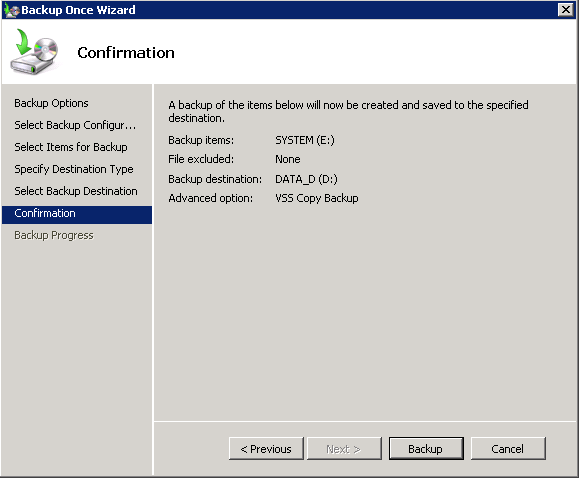 Backup Once Wizard
Confirmation
Backup Options
Select Backup Configur...
Select Items for Backup
Specify Destination Type
Select Backup Destination
Confirmation
Backup Progress
A backup of the items below will now be created and saved to the specified
destination.
Backup items: SYSTEM (E:)
File excluded: None
Backup destination: DATA_D (D:)
Advanced option: VSS Copy Backup
< Previous Next > Backup Cancel